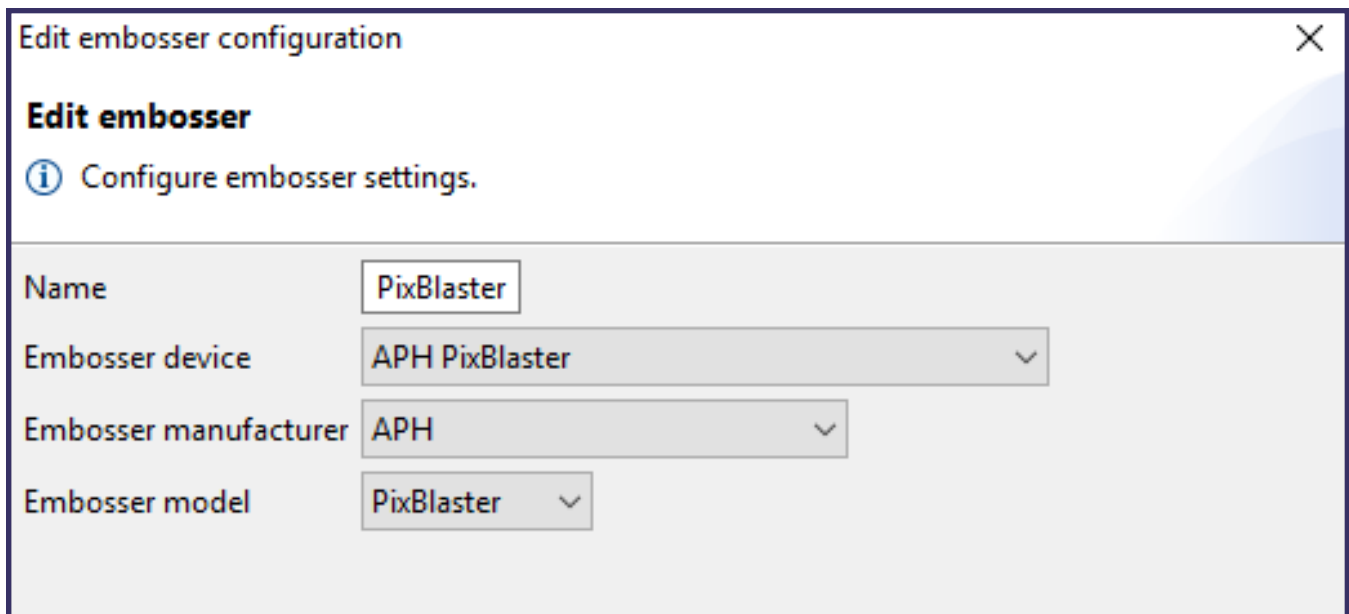 Edit embosser configuration
Edit embosser
Configure embosser settings.
Name PixBlaster
Embosser device APH PixBlaster
Embosser manufacturer APH
Embosser model PixBlaster